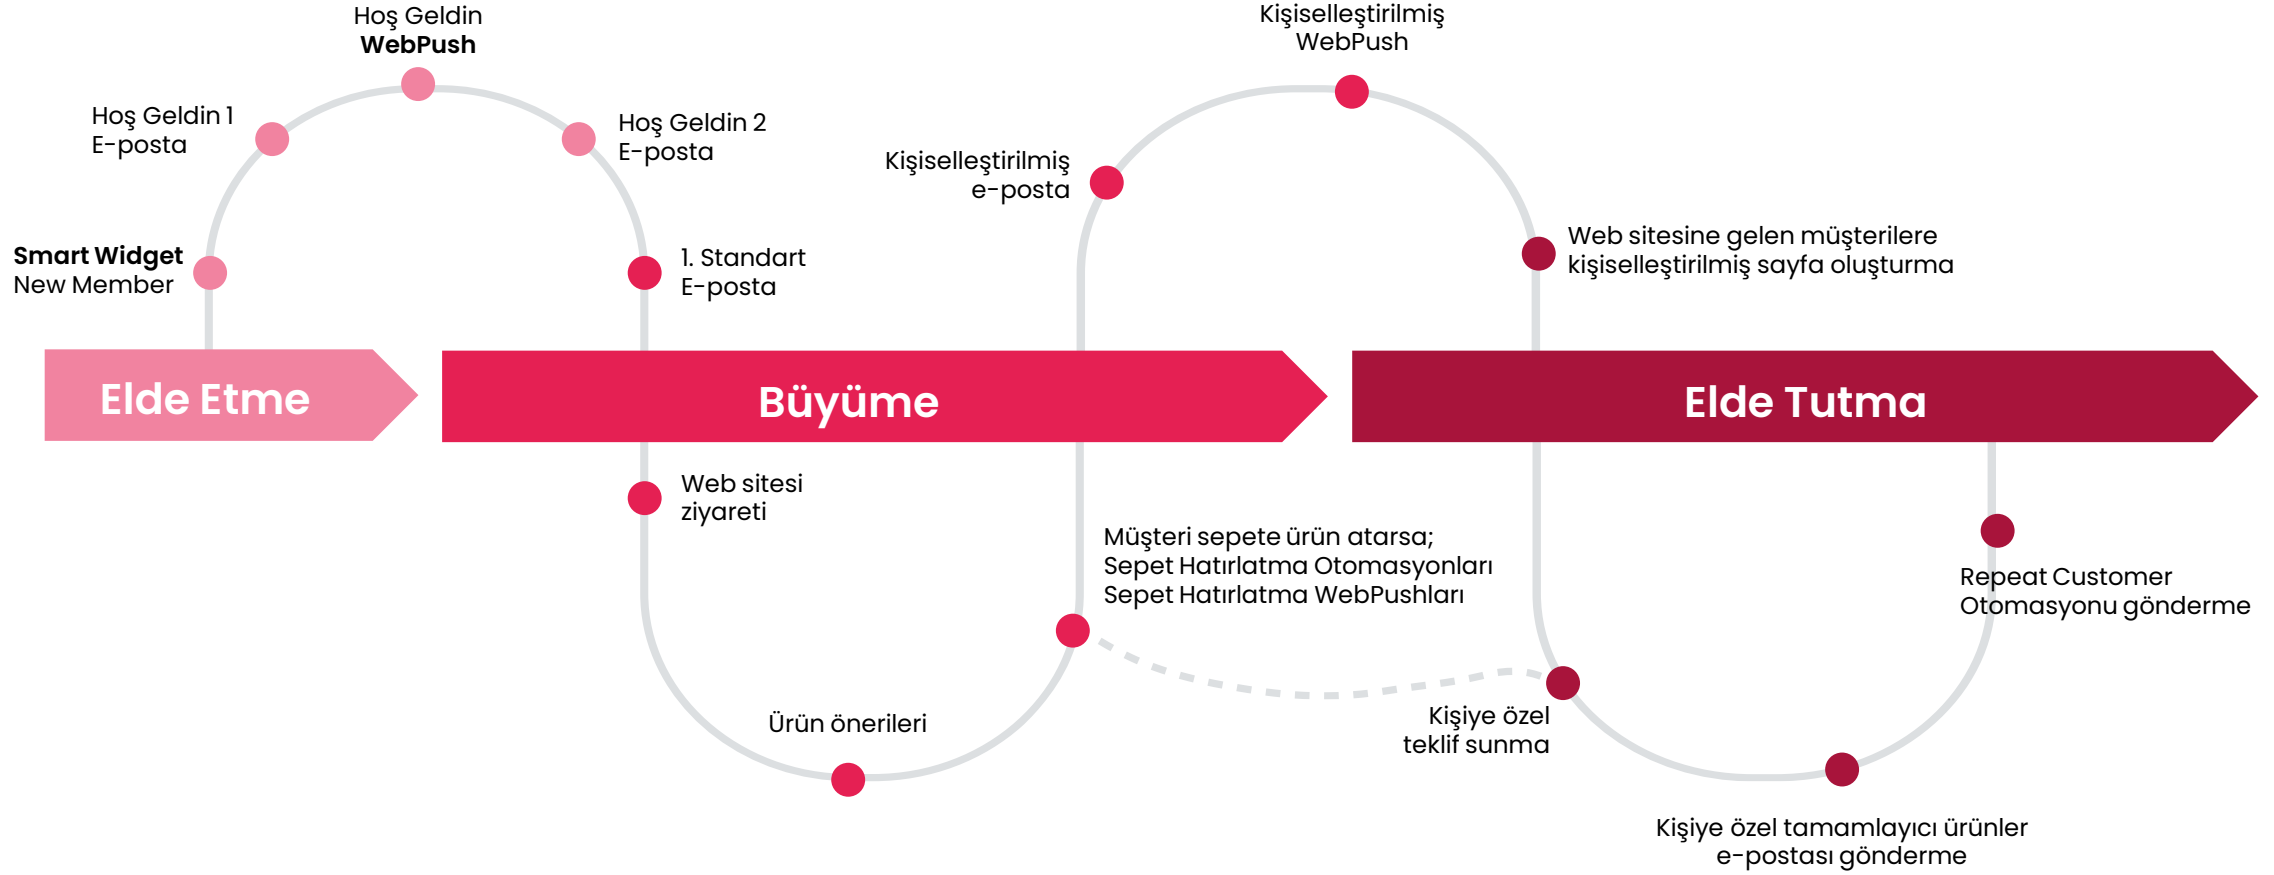 Hoş Geldin
WebPush
Hoş Geldin 1
E-posta
Hoş Geldin 2
E-posta
Smart Widget
New Member
1. Standart
E-posta
Kişiselleştirilmiş
e-posta
Kişiselleştirilmiş
WebPush
Web sitesine gelen müşterilere
kişiselleştirilmiş sayfa oluşturma
Elde Etme
Büyüme
Elde Tutma
Web sitesi
ziyareti
Ürün önerileri
Müşteri sepete ürün atarsa;
Sepet Hatırlatma Otomasyonları
Sepet Hatırlatma WebPushları
Kişiye özel
teklif sunma
Kişiye özel tamamlayıcı ürünler
e-postası gönderme
Repeat Customer
Otomasyonu gönderme